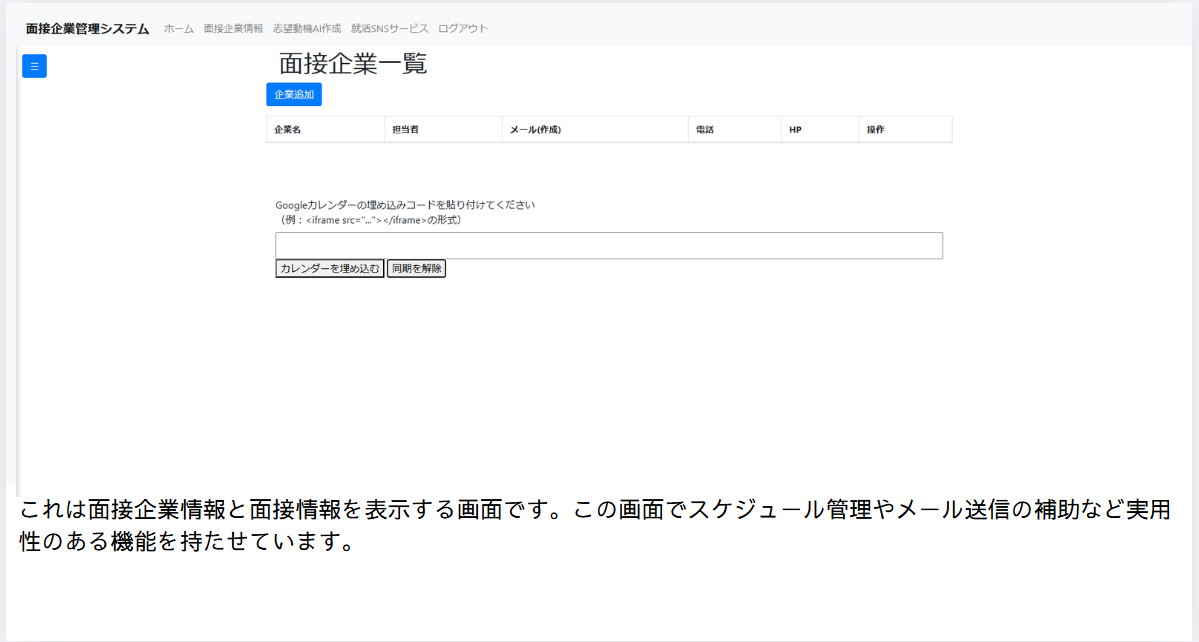 面接企業管理システム ホーム 面接企業情報 志望動機AI作成 就活SNSサービス ログアウト
☰
面接企業一覧
企業追加
企業名 担当者 メール(作成) 電話 HP 操作
Googleカレンダーの埋め込みコードを貼り付けてください
（例：<iframe src="..."></iframe>の形式）
カレンダーを埋め込む 同期を解除
これは面接企業情報と面接情報を表示する画面です。この画面でスケジュール管理やメール送信の補助など実用
性のある機能を持たせています。